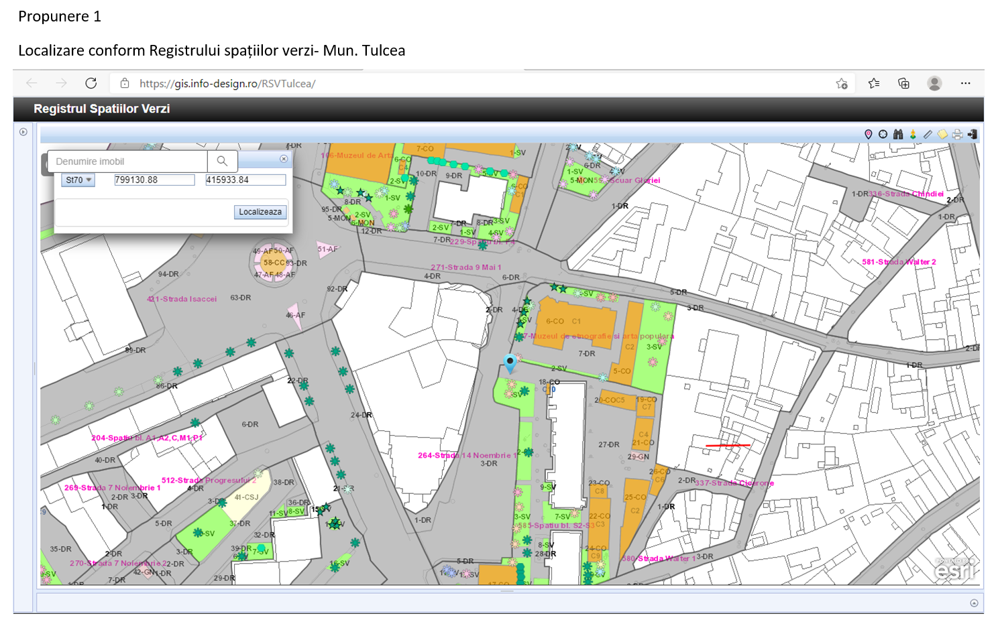 Propunere 1
Localizare conform Registrului spațiilor verzi- Mun. Tulcea
https://gis.info-design.ro/RSVTulcea/
Registrul Spatiilor Verzi
Denumire imobil
St70
799130.88
415933.84
Localizeaza
106-Muzeul de Arta
7-CO
6-CO
C4
2-SV
1-SV
10-DR
9-DR
5-SV
6-DR
1-SV
5-MON
Scuar Gloriei
1-DR
336-Strada Chindiei
2-DR
1-DR
8-DR
1-SV
95-DR
5-MON
2-SV
6-MON
12-DR
2-SV
7-DR
1-SV
8-DR
3-SV
4-SV
7-DR
229-Spatiu bl. F4
C1
1-DR
49-AF
50-AF
51-AF
58-CC
93-DR
47-AF
48-AF
94-DR
271-Strada 9 Mai 1
4-DR
6-DR
581-Strada Walter 2
421-Strada Isaccei
63-DR
92-DR
46-AF
5-DR
3-DR
2-DR
6-CO
C1
Muzeul de etnografie si arta populara
C2
3-SV
7-DR
89-DR
2-SV
5-CO
1-DR
86-DR
22-DR
18-CO
C10
20-CO
C5
19-CO
C7
24-DR
6-DR
204-Spatiu bl. A1,A2,C,M1,P1
C4
21-CO
27-DR
29-GN
264-Strada 14 Noembrie 1
3-DR
40-DR
26-CO
C6
2-DR
337-Strada Cicerone
512-Strada Progresului 2
4-DR
38-DR
269-Strada 7 Noiembrie 1
2-DR
3-DR
1-DR
41-CSJ
36-DR
11-SV
8-SV
9-SV
23-CO
C8
25-CO
C2
1-DR
5-DR
37-DR
1-DR
3-SV
7-SV
22-CO
C3
585-Spatiu bl. S2-S3
32-DR
39-DR
7-SV
8-SV
28-DR
24-CO
C9
580-Strada Walter 1
3-DR
35-DR
2-DR
3-DR
270-Strada 7 Noiembrie 2
2-DR
16-SV
5-DR
42-GN
1-DR
7-DR
29-DR
17-CO
POWERED BY
esri